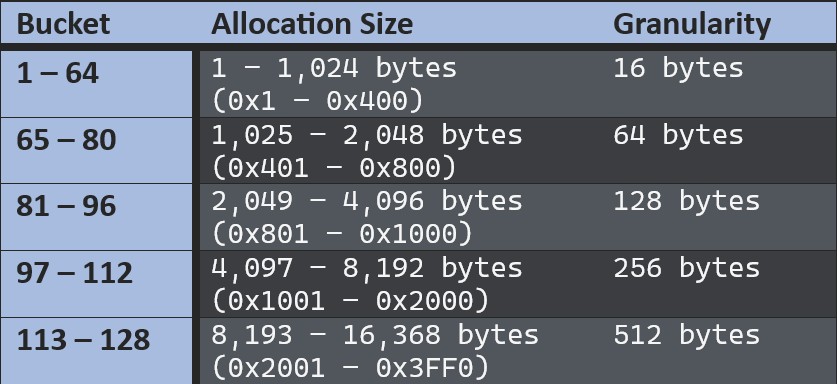 Bucket Allocation Size Granularity
1 – 64 1 – 1,024 bytes 16 bytes
(0x1 – 0x400)
65 – 80 1,025 – 2,048 bytes 64 bytes
(0x401 – 0x800)
81 – 96 2,049 – 4,096 bytes 128 bytes
(0x801 – 0x1000)
97 – 112 4,097 – 8,192 bytes 256 bytes
(0x1001 – 0x2000)
113 – 128 8,193 – 16,368 bytes 512 bytes
(0x2001 – 0x3FF0)